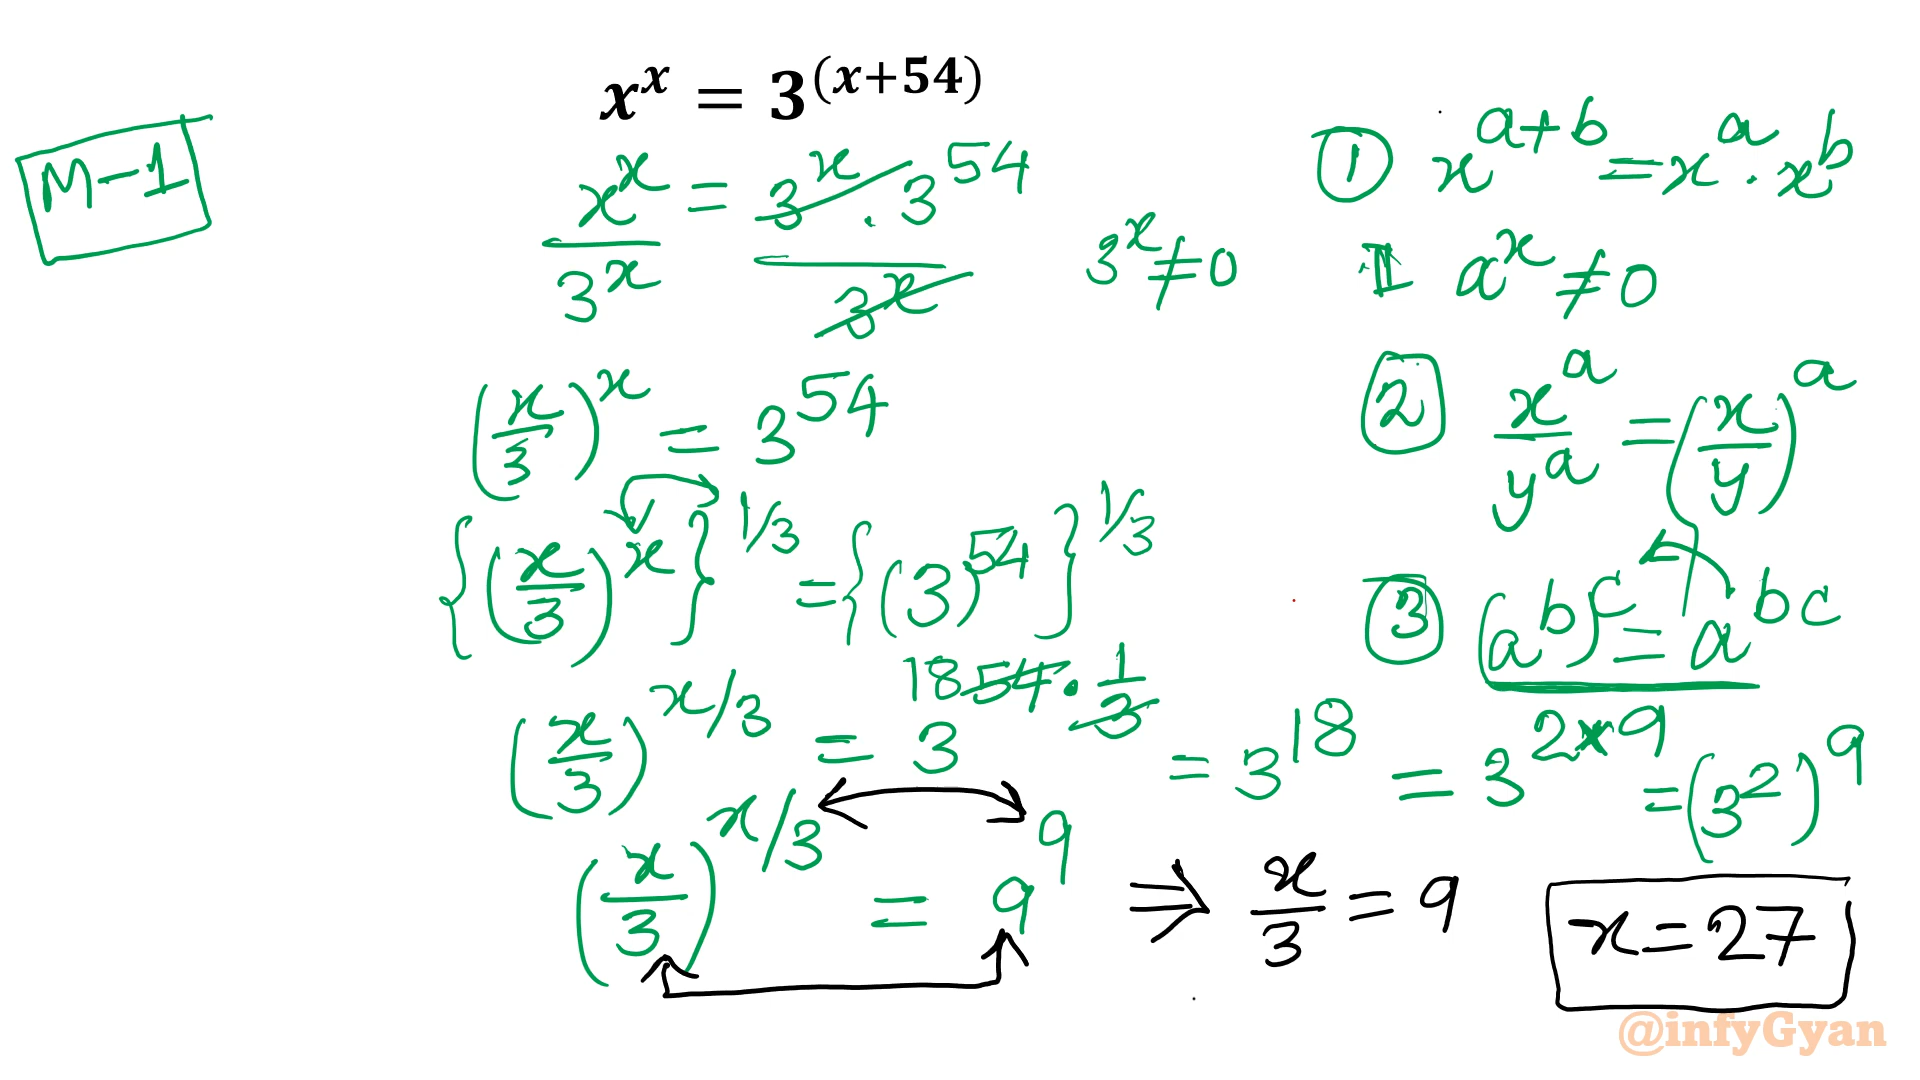 x^x = 3^(x+54)
M-1
x^x / 3^x = 3^x . 3^54 / 3^x
3^x ≠ 0
(x/3)^x = 3^54
{(x/3)^x}^1/3 = {(3)^54}^1/3
(x/3)^x/3 = 3^18 54 . 1/3 = 3^18 = 3^2×9 = (3^2)^9
(x/3)^x/3 = 9^9 ⇒ x/3 = 9
x = 27
1 x^a+b = x^a . x^b
a^x ≠ 0
2 x^a / y^a = (x/y)^a
3 (a^b)^c = a^bc
@infyGyan